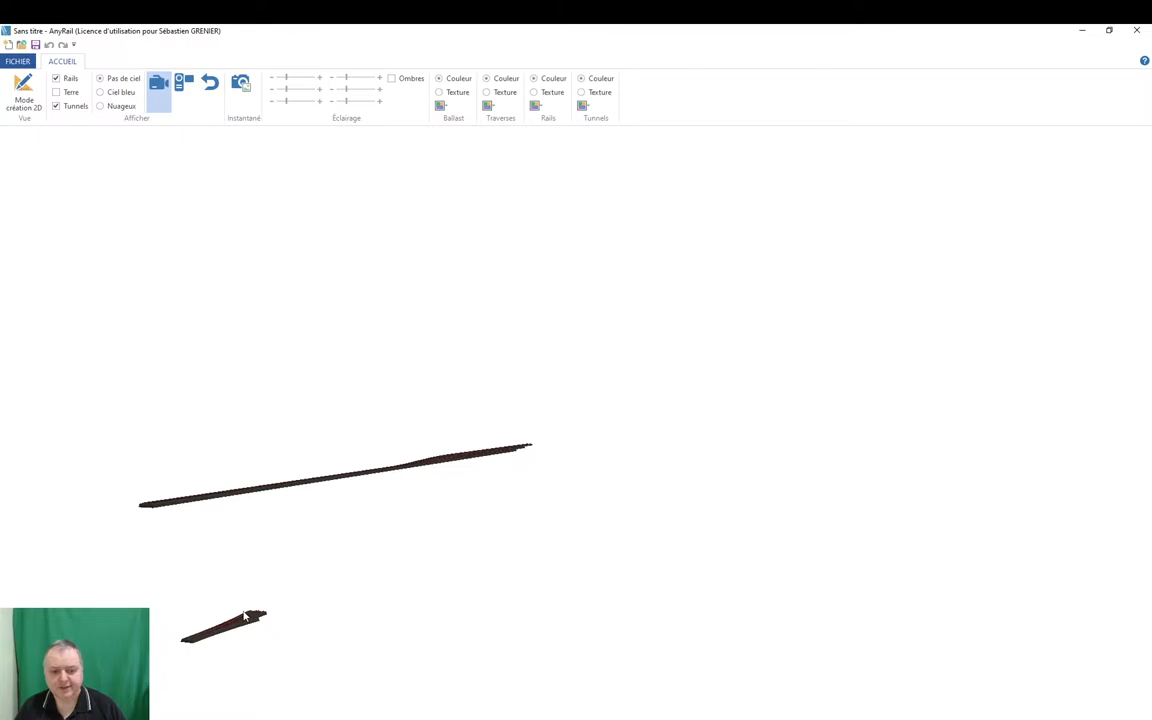 Sans titre - AnyRail (Licence d'utilisation pour Sébastien GRENIER)
FICHIER ACCUEIL
Mode création 2D
Vue
Rails
Terre
Tunnels
Pas de ciel
Ciel bleu
Nuageux
Afficher
Instantané
Ombres
Éclairage
Couleur
Texture
Ballast
Couleur
Texture
Traverses
Couleur
Texture
Rails
Couleur
Texture
Tunnels